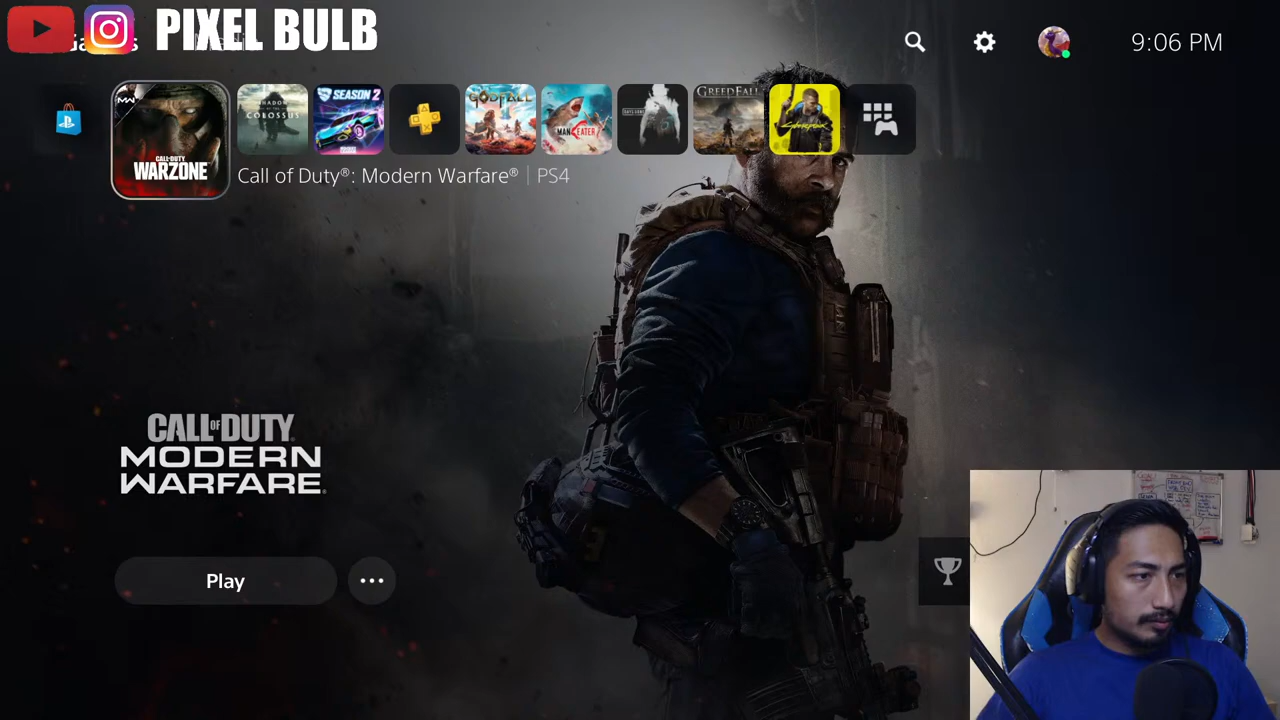 PIXEL BULB
9:06 PM
CALL OF DUTY
WARZONE
SHADOW
OF THE
COLOSSUS
SEASON 2
GODFALL
MANEATER
GREEDFALL
Cyberpunk
Call of Duty®: Modern Warfare® | PS4
CALL OF DUTY
MODERN
WARFARE
Play